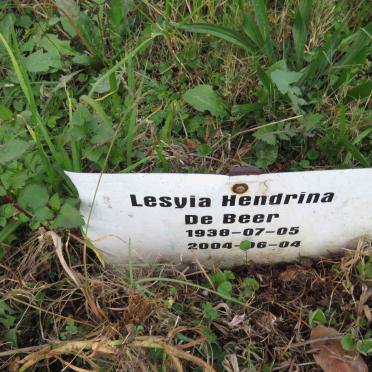 Lesyia Hendrina
De Beer
1938-07-05
2004-06-04